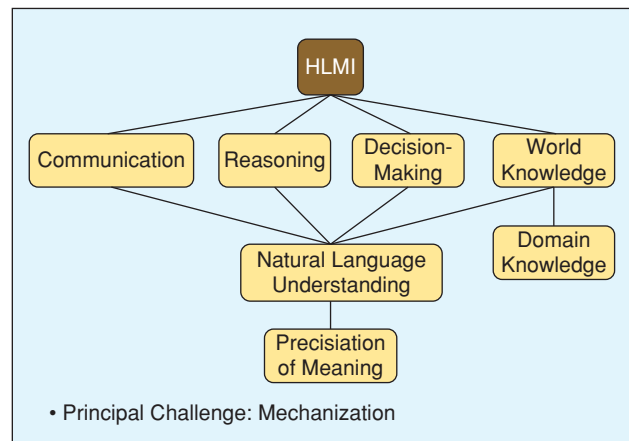 HLMI
Communication
Reasoning
Decision-
Making
World
Knowledge
Natural Language
Understanding
Domain
Knowledge
Precisiation
of Meaning
• Principal Challenge: Mechanization